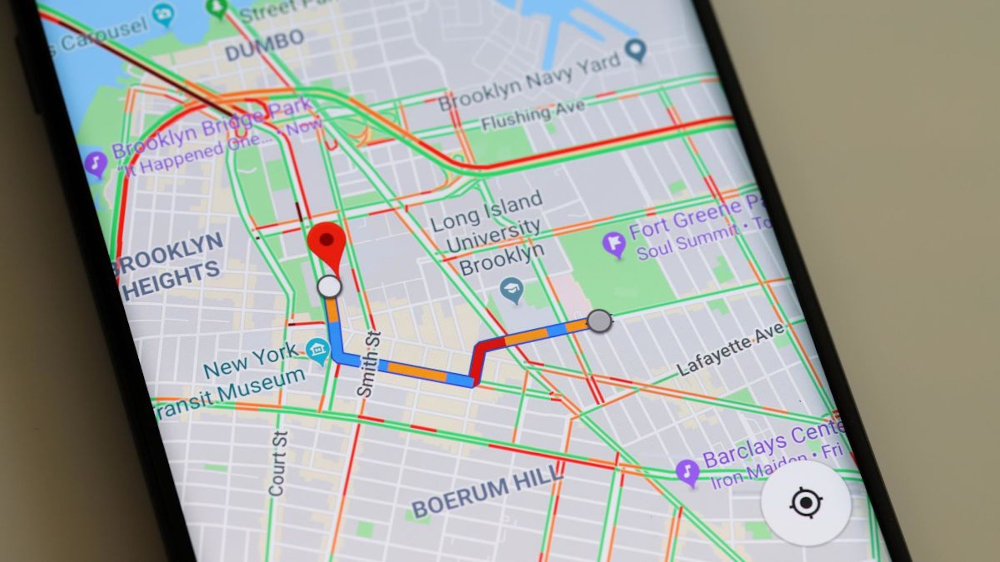 Carousel
Street
DUMBO
Brooklyn Navy Yard
Flushing Ave
Brooklyn Bridge Park
"It Happened One... • Now
Long Island
University
Brooklyn
Fort Greene
Soul Summit •
BROOKLYN
HEIGHTS
New York
Transit Museum
Smith St
Lafayette Ave
Court St
BOERUM HILL
Barclays Cente
Iron Maiden • Fri